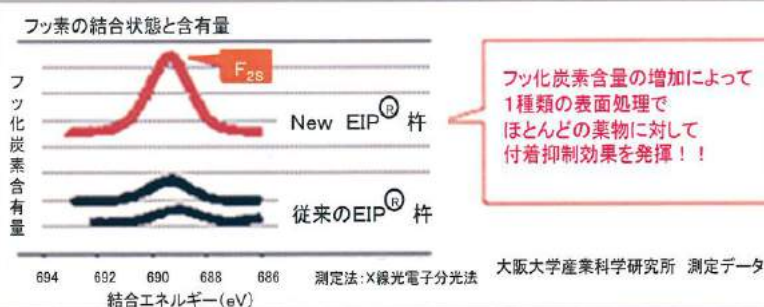 フッ素の結合状態と含有量
フッ化炭素含有量
F2S
New EIP® 杵
従来のEIP® 杵
694 692 690 688 686
結合エネルギー(eV)
測定法:X線光電子分光法
フッ化炭素含量の増加によって
1種類の表面処理で
ほとんどの薬物に対して
付着抑制効果を発揮!!
大阪大学産業科学研究所 測定データ